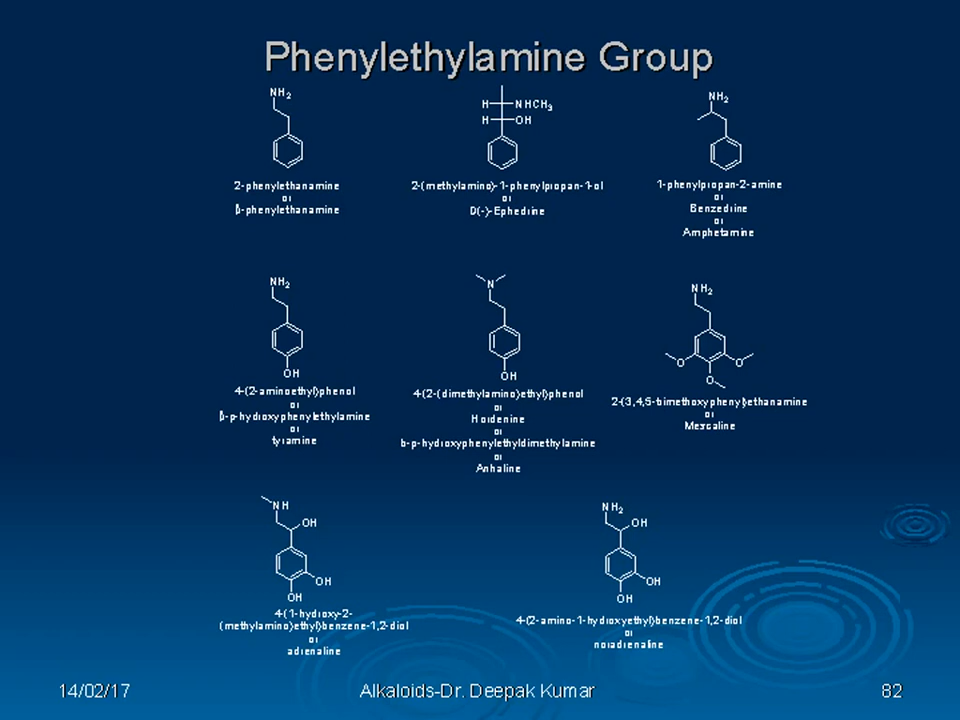 Phenylethylamine Group
NH2
H NHCH3
H OH
NH2
2-phenylethanamine
or
β-phenylethanamine
2-(methylamino)-1-phenylpropan-1-ol
or
D(-)-Ephedrine
1-phenylpropan-2-amine
or
Benzedrine
or
Amphetamine
NH2
OH
N
OH
NH2
O
O
O
4-(2-aminoethyl)phenol
or
β-p-hydroxyphenylethylamine
or
tyramine
4-(2-(dimethylamino)ethyl)phenol
or
Hordenine
or
b-p-hydroxyphenylethyldimethylamine
or
Anhaline
2-(3,4,5-trimethoxyphenyl)ethanamine
or
Mescaline
NH
OH
OH
OH
NH2
OH
OH
OH
4-(1-hydroxy-2-
(methylamino)ethyl)benzene-1,2-diol
or
adrenaline
4-(2-amino-1-hydroxyethyl)benzene-1,2-diol
or
noradrenaline
14/02/17
Alkaloids-Dr. Deepak Kumar
82